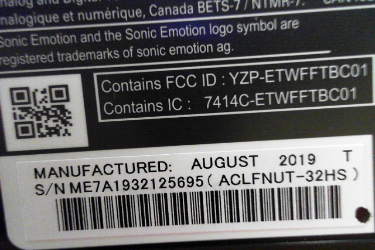 nalogique et numérique, Canada BETS-7 / NTMR-7.
Sonic Emotion and the Sonic Emotion logo symbol are
registered trademarks of sonic emotion ag.
Contains FCC ID : YZP-ETWFFTBC01
Contains IC : 7414C-ETWFFTBC01
MANUFACTURED: AUGUST 2019 T
S/N ME7A1932125695 ( ACLFNUT-32HS )